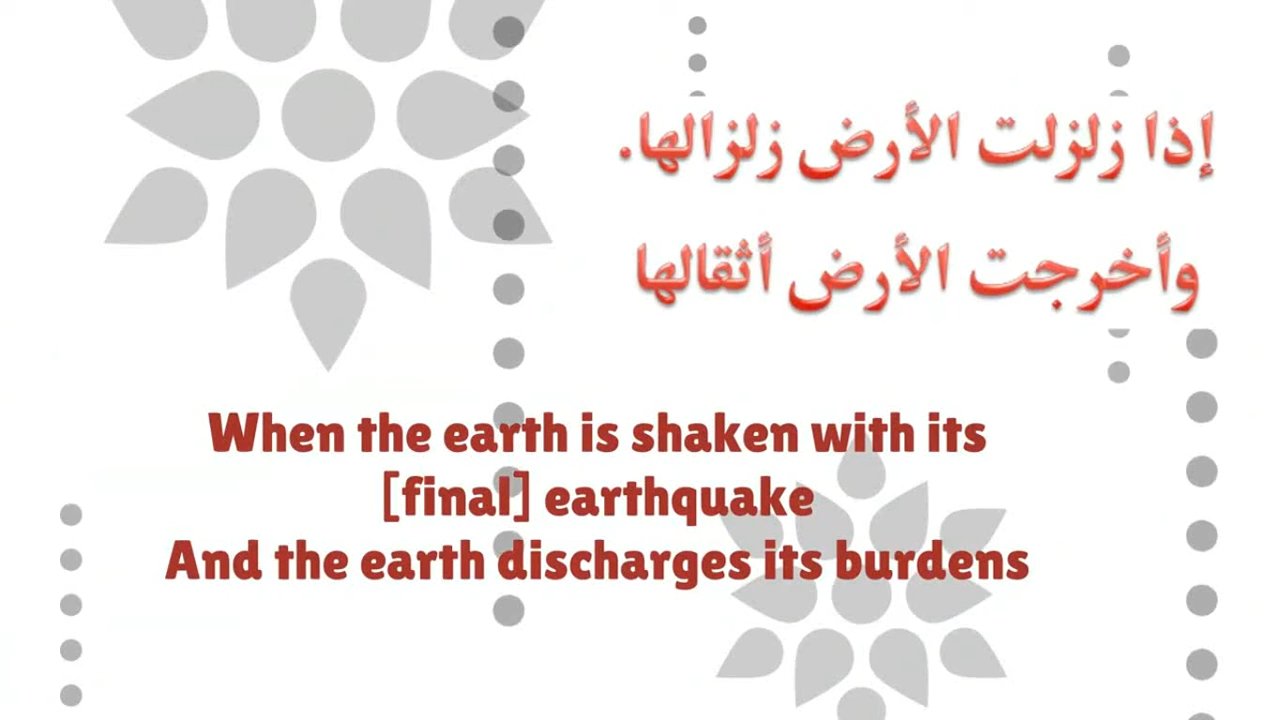 إذا زلزلت الأرض زلزالها.
وأخرجت الأرض أثقالها
When the earth is shaken with its
[final] earthquake
And the earth discharges its burdens